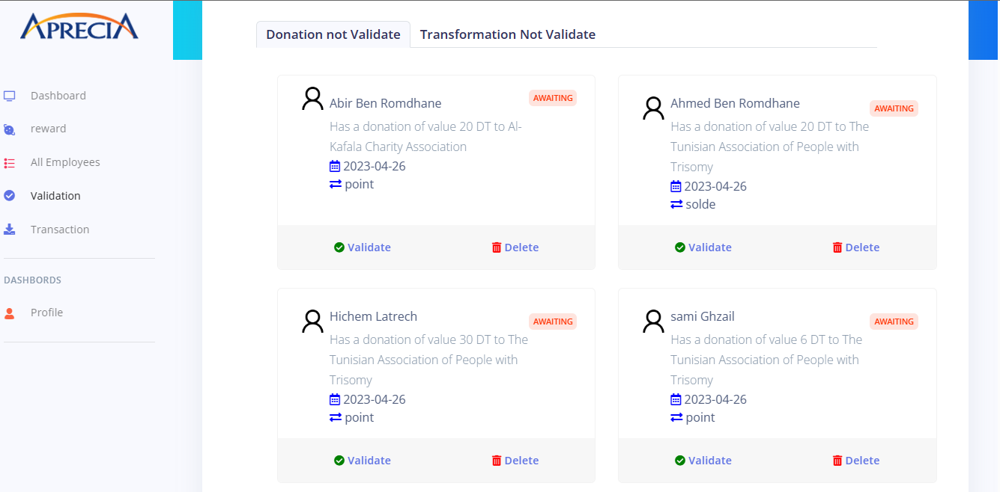 APRECIA
Dashboard
reward
All Employees
Validation
Transaction
DASHBORDS
Profile
Donation not Validate
Transformation Not Validate
Abir Ben Romdhane
AWAITING
Has a donation of value 20 DT to Al-
Kafala Charity Association
2023-04-26
point
Validate
Delete
Ahmed Ben Romdhane
AWAITING
Has a donation of value 20 DT to The
Tunisian Association of People with
Trisomy
2023-04-26
solde
Validate
Delete
Hichem Latrech
AWAITING
Has a donation of value 30 DT to The
Tunisian Association of People with
Trisomy
2023-04-26
point
Validate
Delete
sami Ghzail
AWAITING
Has a donation of value 6 DT to The
Tunisian Association of People with
Trisomy
2023-04-26
point
Validate
Delete